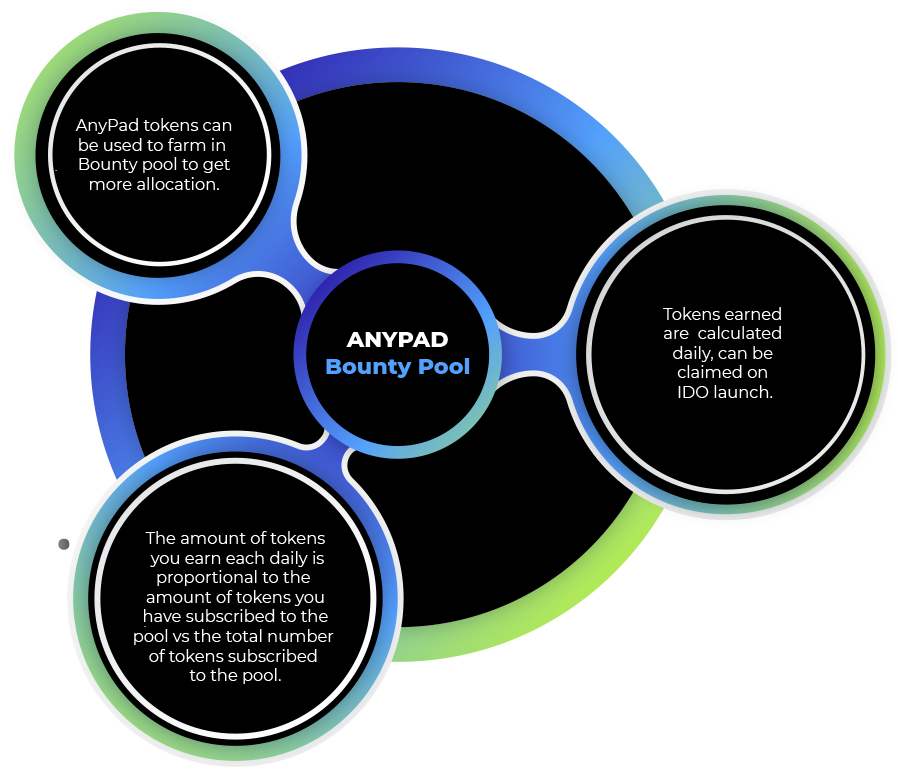 AnyPad tokens can
be used to farm in
Bounty pool to get
more allocation.
ANYPAD
Bounty Pool
Tokens earned
are  calculated
daily, can be
claimed on
IDO launch.
The amount of tokens
you earn each daily is
proportional to the
amount of tokens you
have subscribed to the
pool vs the total number
of tokens subscribed
to the pool.